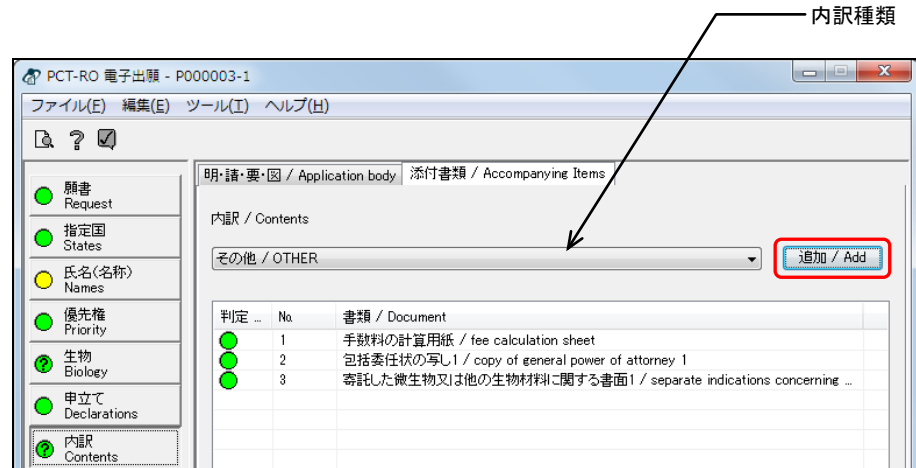 内訳種類
PCT-RO 電子出願 - P000003-1
ファイル(F) 編集(E) ツール(T) ヘルプ(H)
願書
Request
指定国
States
氏名(名称)
Names
優先権
Priority
生物
Biology
申立て
Declarations
内訳
Contents
明・請・要・図 / Application body 添付書類 / Accompanying Items
内訳 / Contents
その他 / OTHER 追加 / Add
判定 ... No. 書類 / Document
1 手数料の計算用紙 / fee calculation sheet
2 包括委任状の写し1 / copy of general power of attorney 1
3 寄託した微生物又は他の生物材料に関する書面1 / separate indications concerning ...